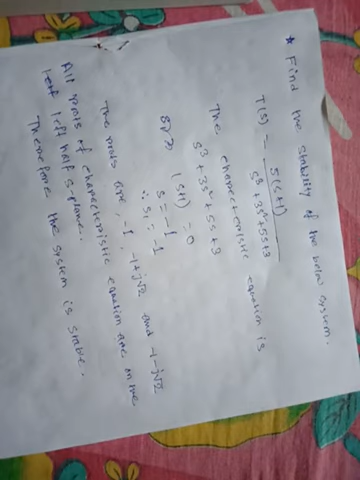 * Find the stability of the below system.
T(s) = 5(s+1) / s³+3s²+5s+3
The characteristic equation is
s³+3s²+5s+3
(s+1) = 0
s = -1
∴ s₁ = -1
The roots are, -1, -1+j√2 and -1-j√2
All roots of characteristic equation are on the
left half s-plane.
Therefore the system is stable.